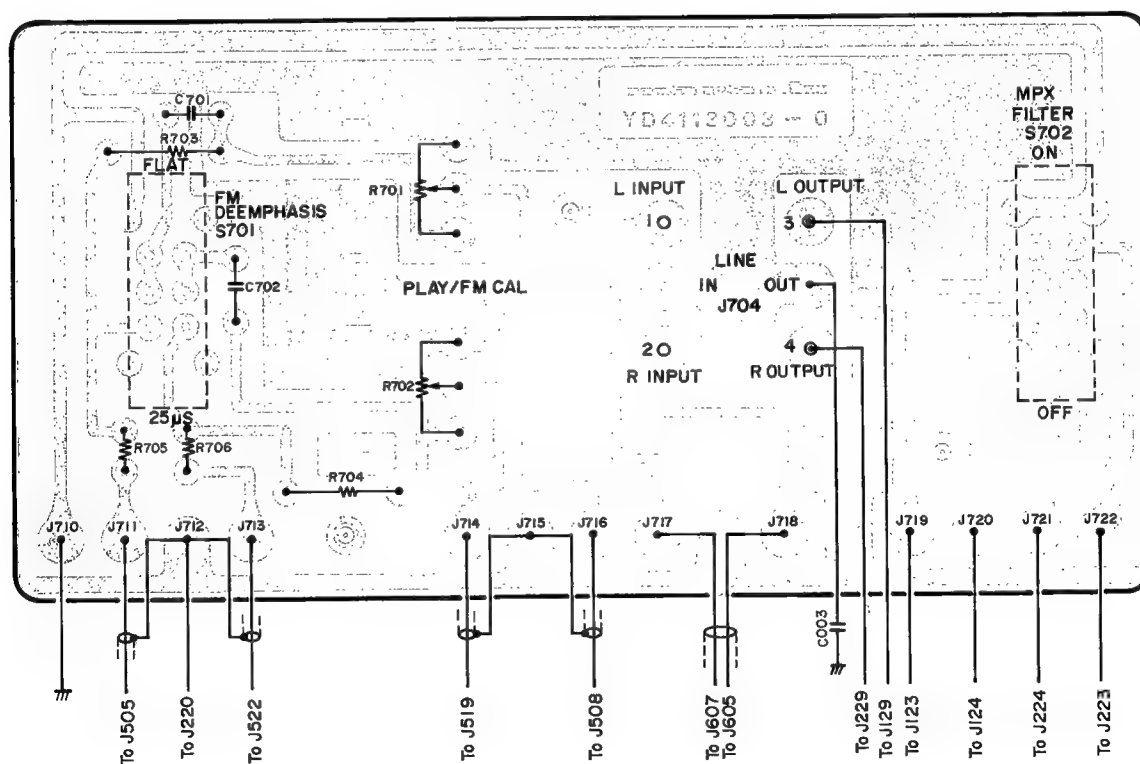 C701
YD4112003-0
MPX
FILTER
S702
ON
R703
FLAT
R701
L INPUT
L OUTPUT
FM
DEEMPHASIS
S701
1
3
C702
LINE
IN OUT
J704
PLAY/FM CAL
2
4
R702
R INPUT
R OUTPUT
25µS
OFF
R705
R706
R704
J710
J711
J712
J713
J714
J715
J716
J717
J718
J719
J720
J721
J722
C003
To J505
To J220
To J522
To J519
To J508
To J607
To J605
To J229
To J129
To J123
To J124
To J224
To J223